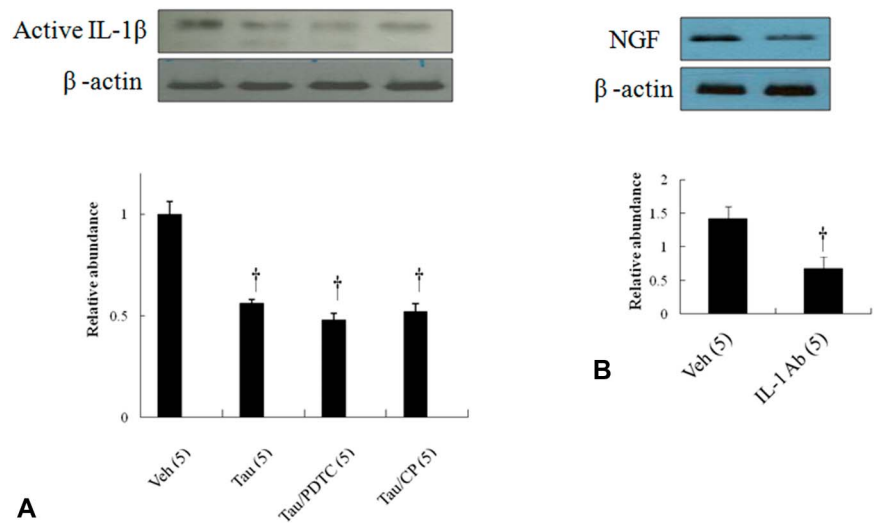 Active IL-1β
β-actin
Relative abundance
1
0.5
0
†
†
†
Veh (5)
Tau (5)
Tau/PDTC (5)
Tau/CP (5)
A
NGF
β-actin
Relative abundance
2
1.5
1
0.5
0
†
Veh (5)
IL-1 Ab (5)
B